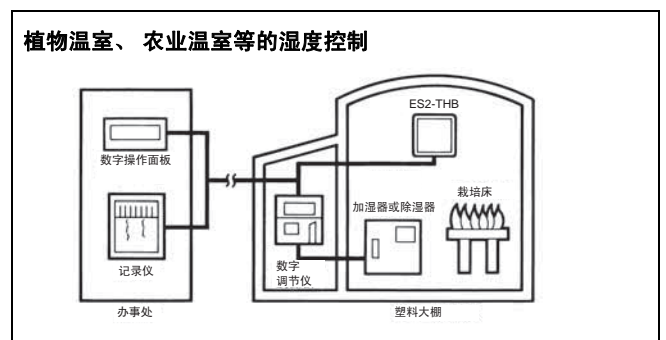 植物温室、 农业温室等的湿度控制
ES2-THB
数字操作面板
栽培床
加湿器或除湿器
记录仪
数字
调节仪
办事处
塑料大棚